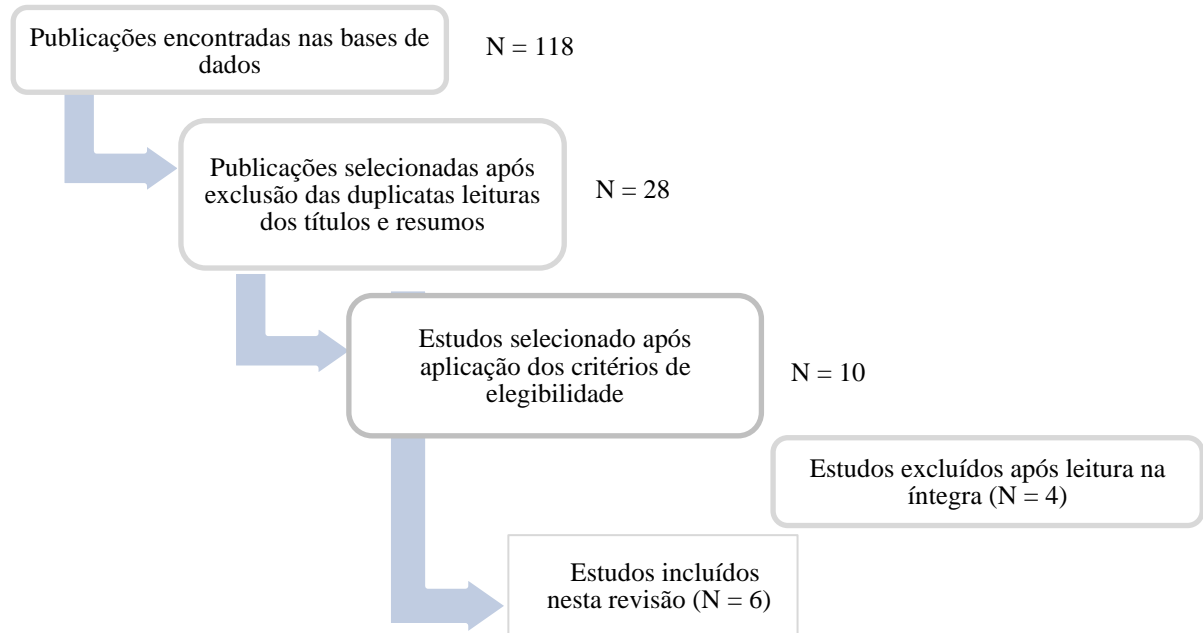 Publicações encontradas nas bases de
dados
N = 118
Publicações selecionadas após
exclusão das duplicatas leituras
dos títulos e resumos
N = 28
Estudos selecionado após
aplicação dos critérios de
elegibilidade
N = 10
Estudos excluídos após leitura na
íntegra (N = 4)
Estudos incluídos
nesta revisão (N = 6)